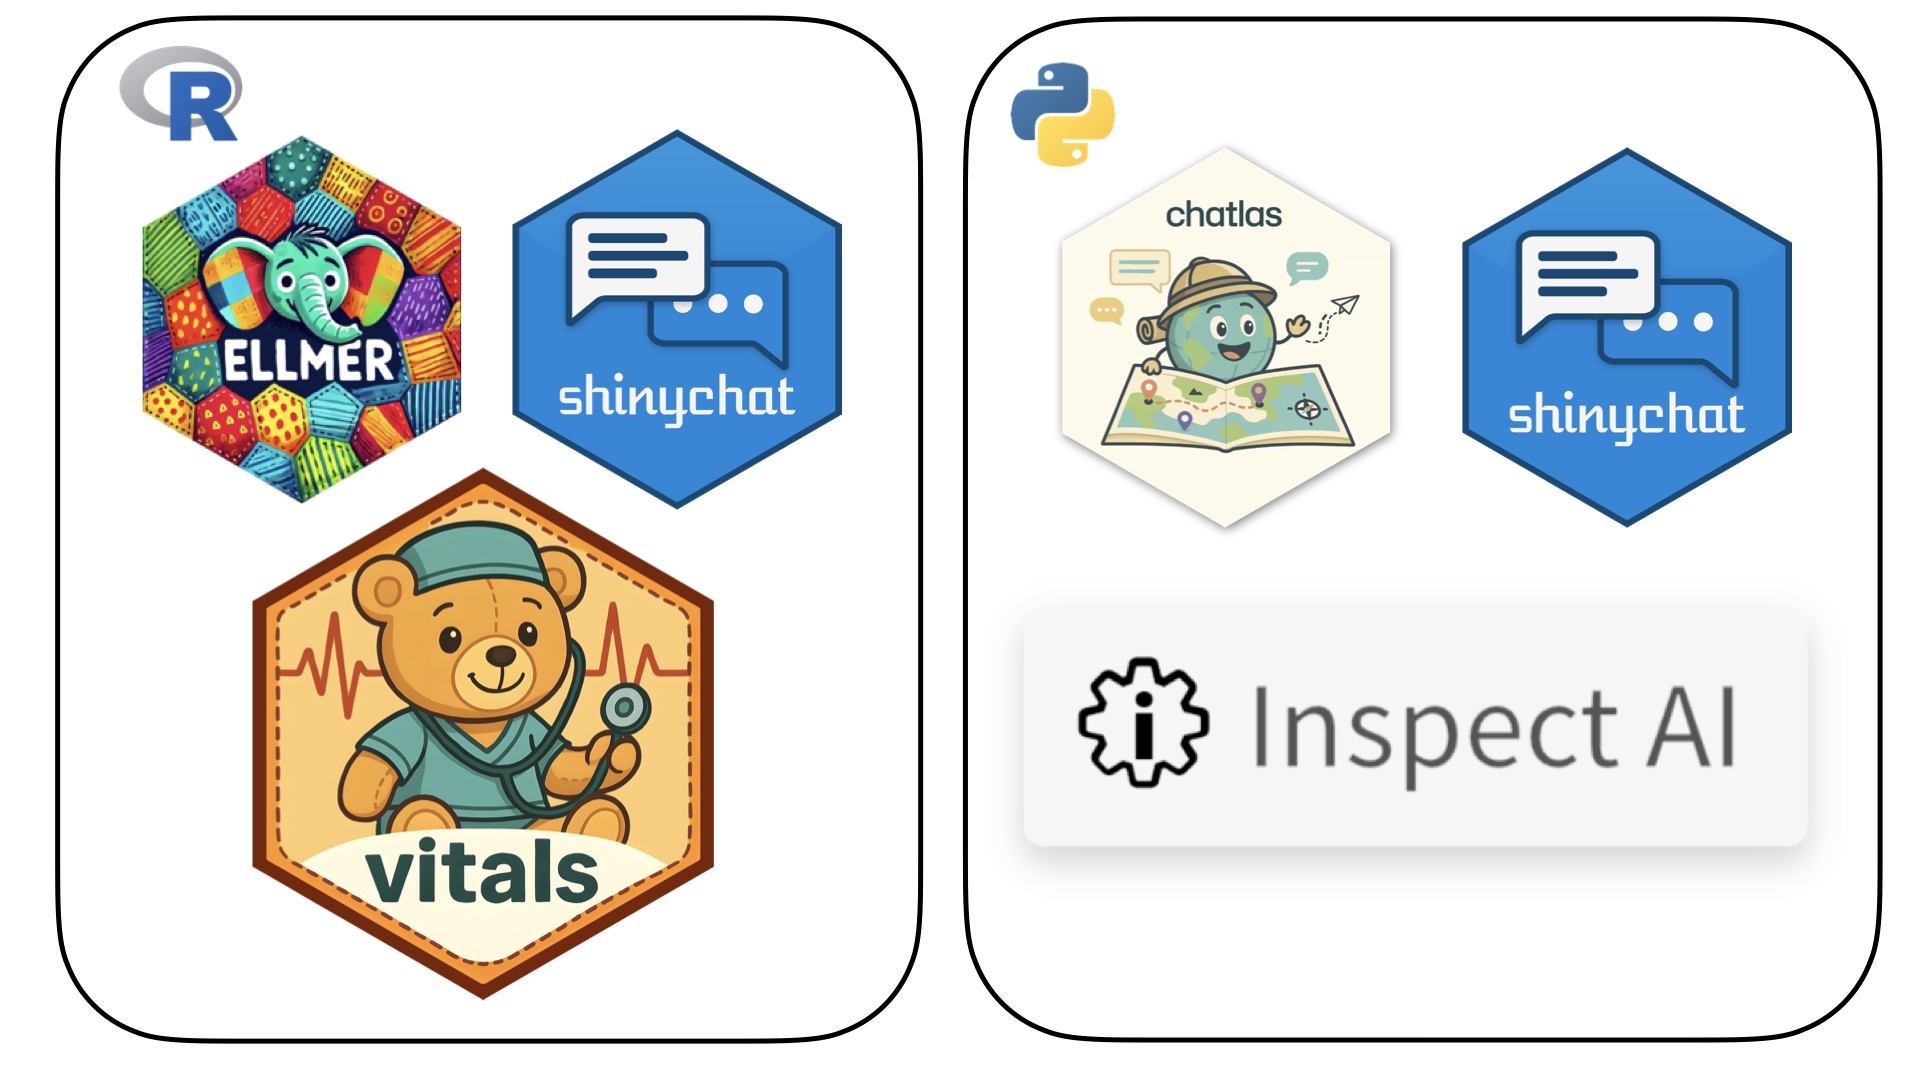 R
ELLMER
shinychat
vitals
chatlas
shinychat
Inspect AI